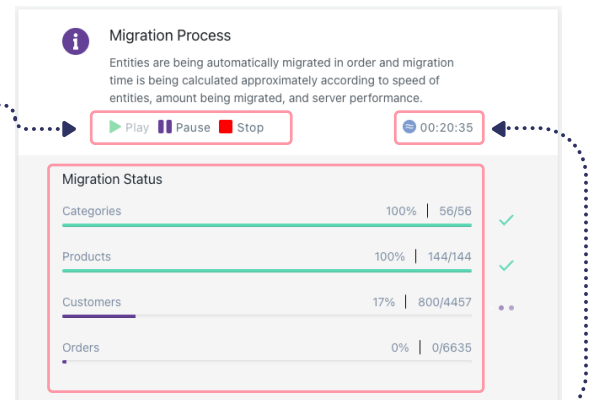 Migration Process
Entities are being automatically migrated in order and migration
time is being calculated approximately according to speed of
entities, amount being migrated, and server performance.
Play Pause Stop 00:20:35
Migration Status
Categories 100% 56/56
Products 100% 144/144
Customers 17% 800/4457
Orders 0% 0/6635